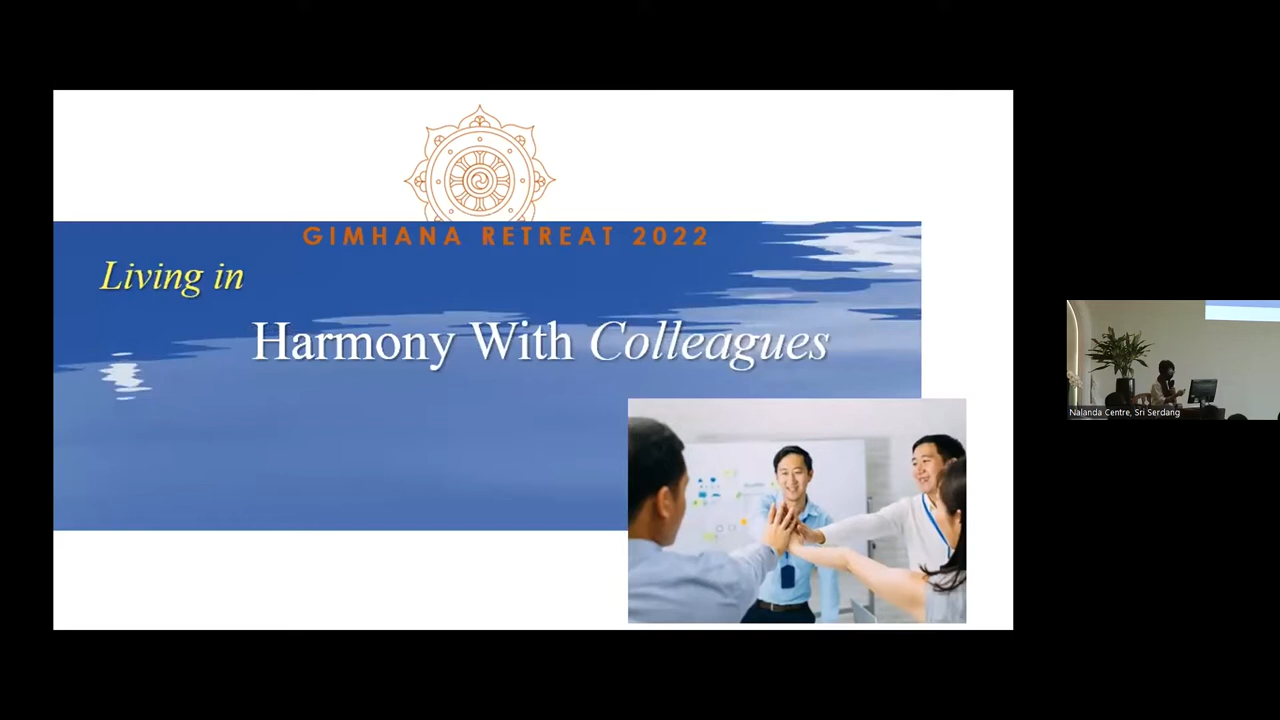 GIMHANA RETREAT 2022
Living in
Harmony With Colleagues
Nalanda Centre, Sri Serdang